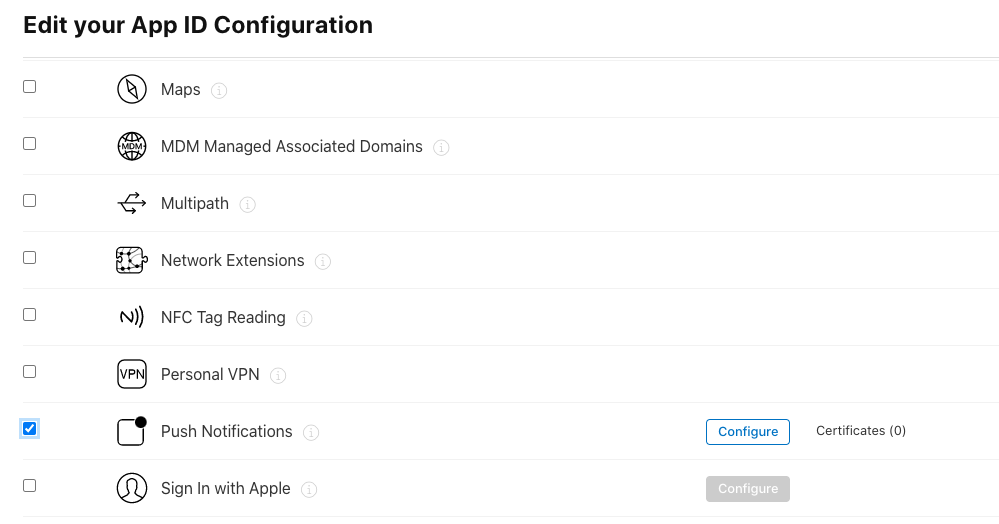 Edit your App ID Configuration
Maps
MDM MDM Managed Associated Domains
Multipath
Network Extensions
NFC Tag Reading
VPN Personal VPN
Push Notifications Configure Certificates (0)
Sign In with Apple Configure